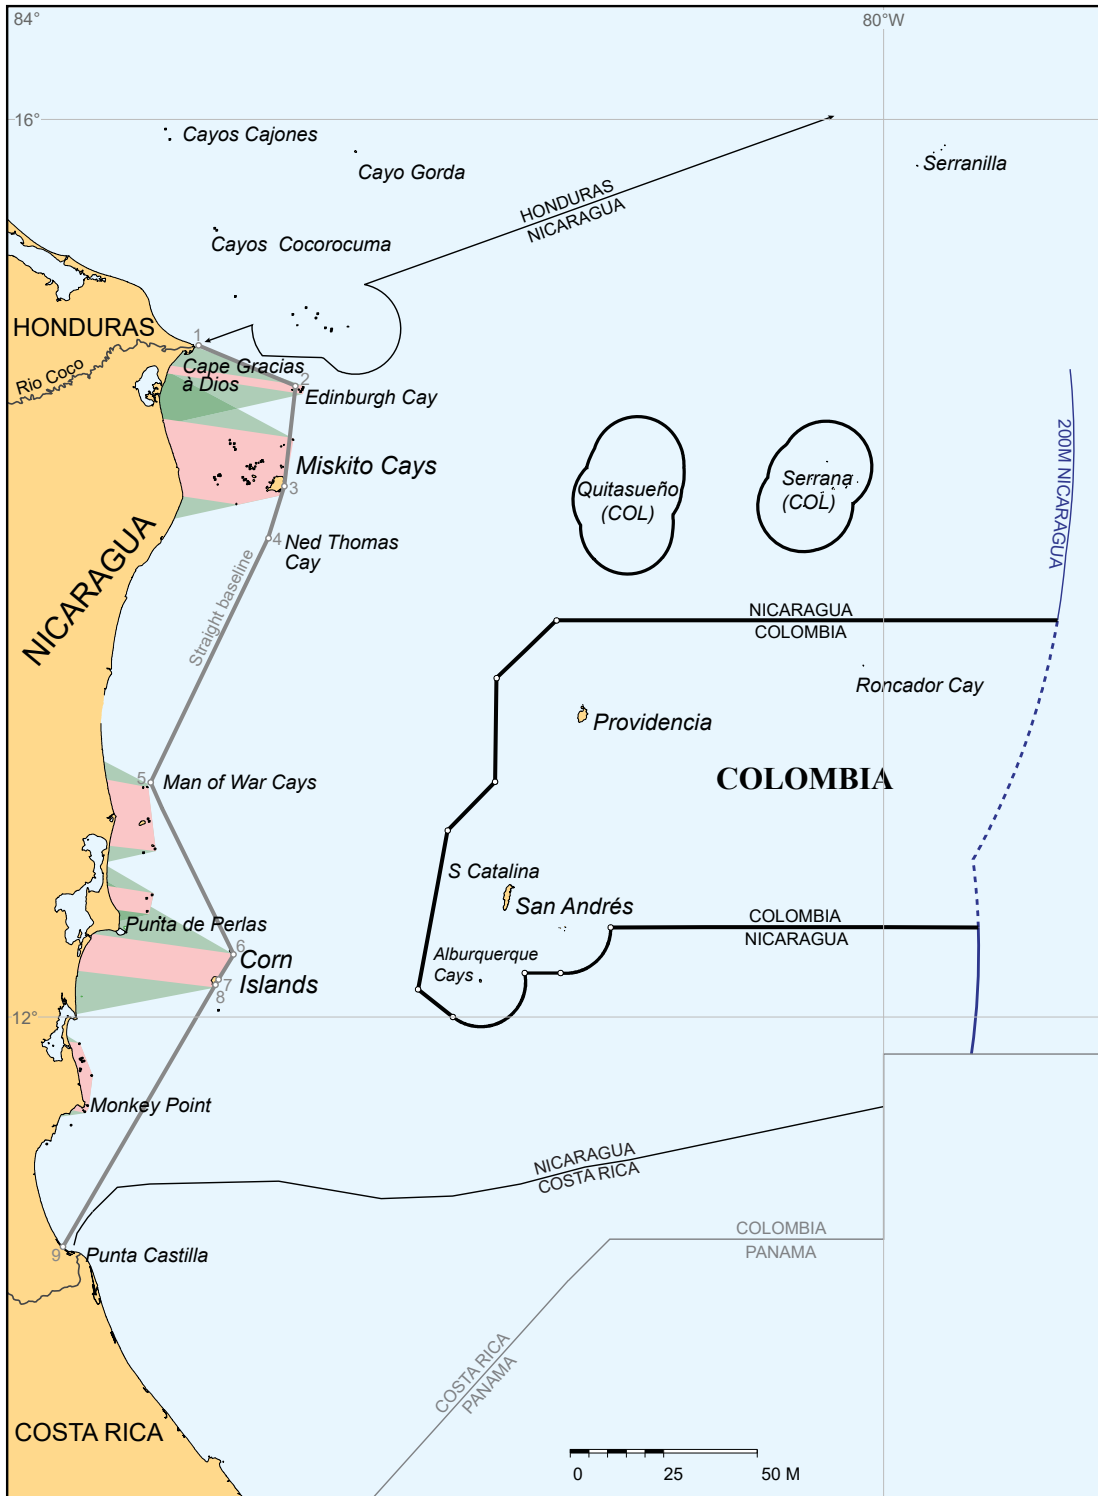 84°
80°W
16°
Cayos Cajones
Cayo Gorda
Serranilla
HONDURAS
NICARAGUA
Cayos Cocorocuma
HONDURAS
1
Cape Gracias
à Dios
Rio Coco
2
Edinburgh Cay
200M NICARAGUA
Miskito Cays
3
Quitasueño
(COL)
Serrana
(COL)
4
Ned Thomas
Cay
NICARAGUA
Straight baseline
NICARAGUA
COLOMBIA
Roncador Cay
Providencia
5
Man of War Cays
COLOMBIA
S Catalina
San Andrés
Punta de Perlas
COLOMBIA
NICARAGUA
6
Corn
Islands
7
8
Alburquerque
Cays
12°
Monkey Point
NICARAGUA
COSTA RICA
9
Punta Castilla
COLOMBIA
PANAMA
COSTA RICA
PANAMA
COSTA RICA
0 25 50 M